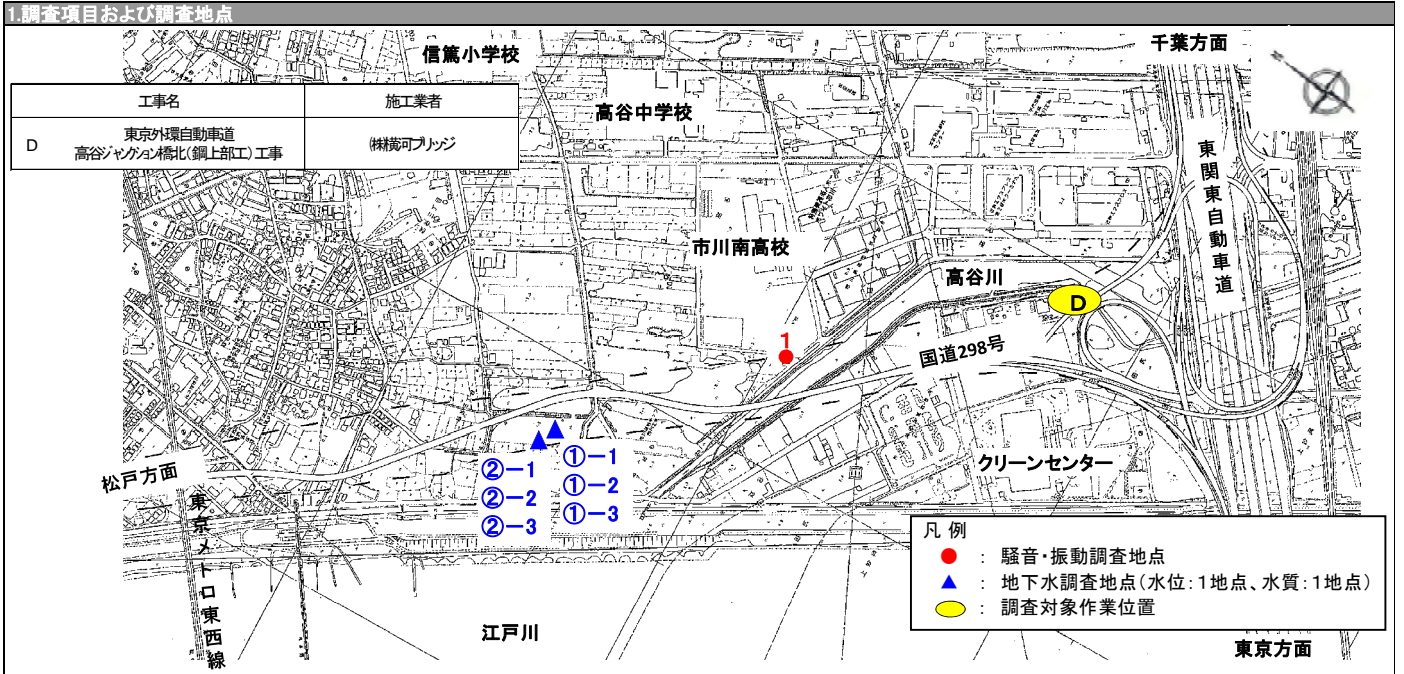 1.調査項目および調査地点
信篤小学校
千葉方面
工事名
施工業者
D
東京外環自動車道
高谷ジャンクション橋北(鋼上部工)工事
㈱横河ブリッジ
高谷中学校
東関東自動車道
市川南高校
高谷川
D
1
国道298号
松戸方面
①-1
①-2
①-3
②-1
②-2
②-3
クリーンセンター
東京メトロ東西線
凡 例
： 騒音・振動調査地点
： 地下水調査地点(水位：1地点、水質：1地点)
： 調査対象作業位置
江戸川
東京方面